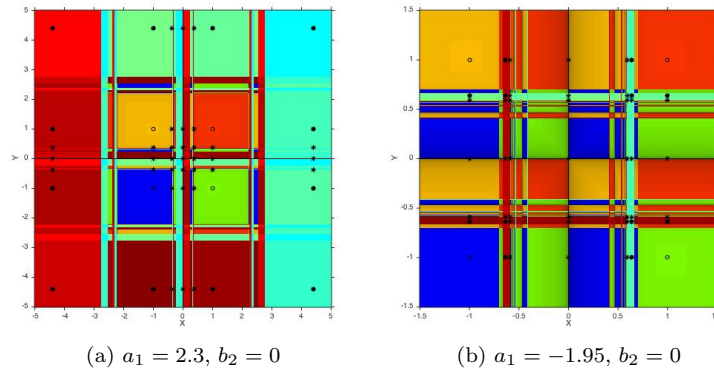 5
4
3
2
1
0
-1
-2
-3
-4
-5
Y
-5 -4 -3 -2 -1 0 1 2 3 4 5
X
1.5
1
0.5
0
-0.5
-1
-1.5
Y
-1.5 -1 -0.5 0 0.5 1 1.5
X
(a) a₁ = 2.3, b₂ = 0
(b) a₁ = −1.95, b₂ = 0